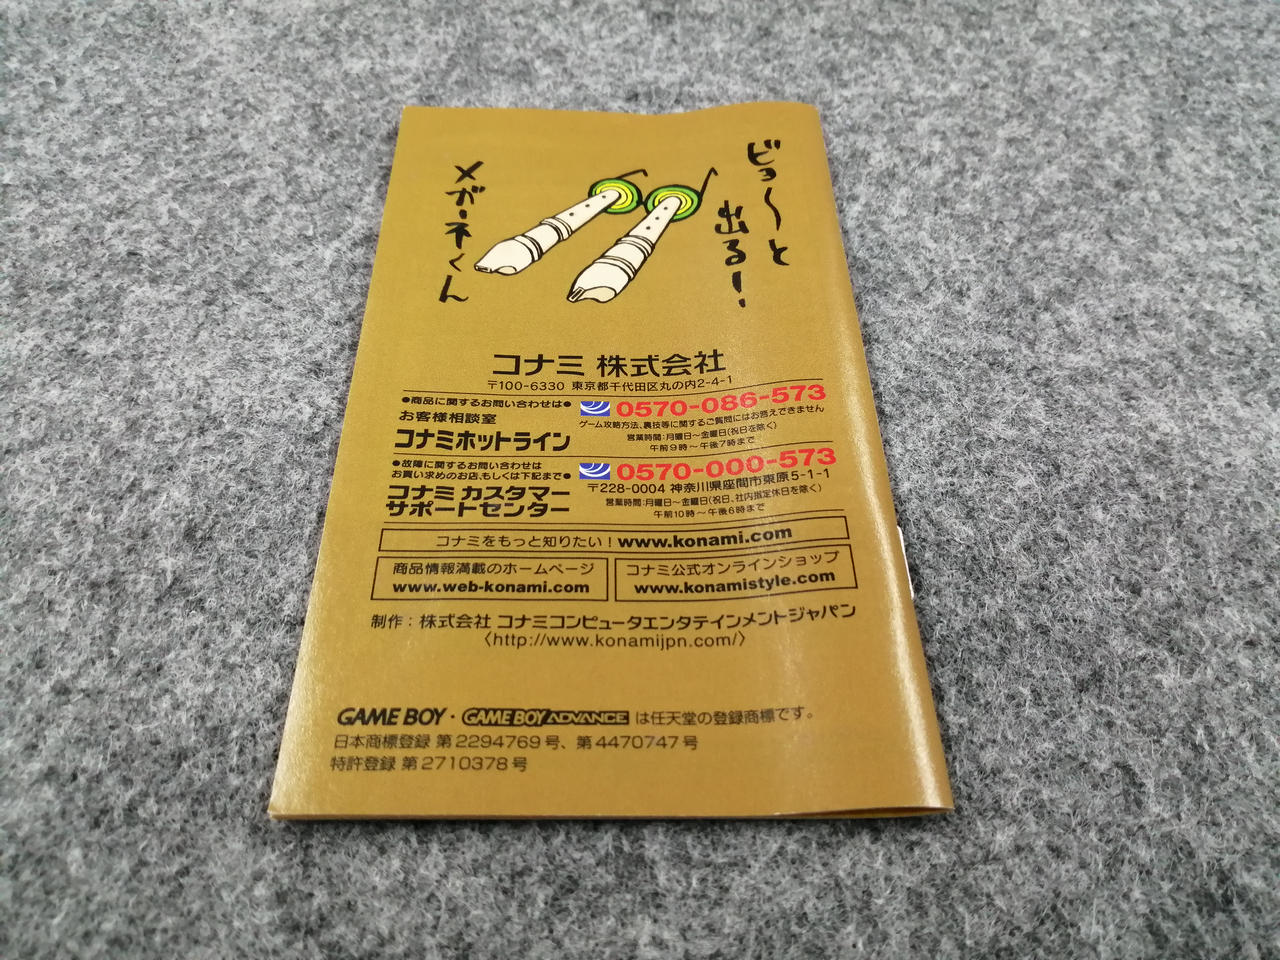 ビヨ〜と
出る!
メガネくん
コナミ 株式会社
〒100-6330 東京都千代田区丸の内2-4-1
●商品に関するお問い合わせは●
お客様相談室
コナミホットライン
0570-086-573
ゲーム攻略方法、裏技等に関するご質問にはお答えできません
営業時間:月曜日〜金曜日(祝日を除く)
午前9時〜午後7時まで
●故障に関するお問い合わせは
お買い求めのお店、もしくは下記まで●
コナミ カスタマー
サポートセンター
0570-000-573
〒228-0004 神奈川県座間市東原5-1-1
営業時間:月曜日〜金曜日(祝日、社内指定休日を除く)
午前10時〜午後6時まで
コナミをもっと知りたい!www.konami.com
商品情報満載のホームページ
www.web-konami.com
コナミ公式オンラインショップ
www.konamistyle.com
制作:株式会社 コナミコンピュータエンタテインメントジャパン
〈http://www.konamijpn.com/〉
GAME BOY・GAME BOY ADVANCE は任天堂の登録商標です。
日本商標登録 第2294769号、第4470747号
特許登録 第2710378号